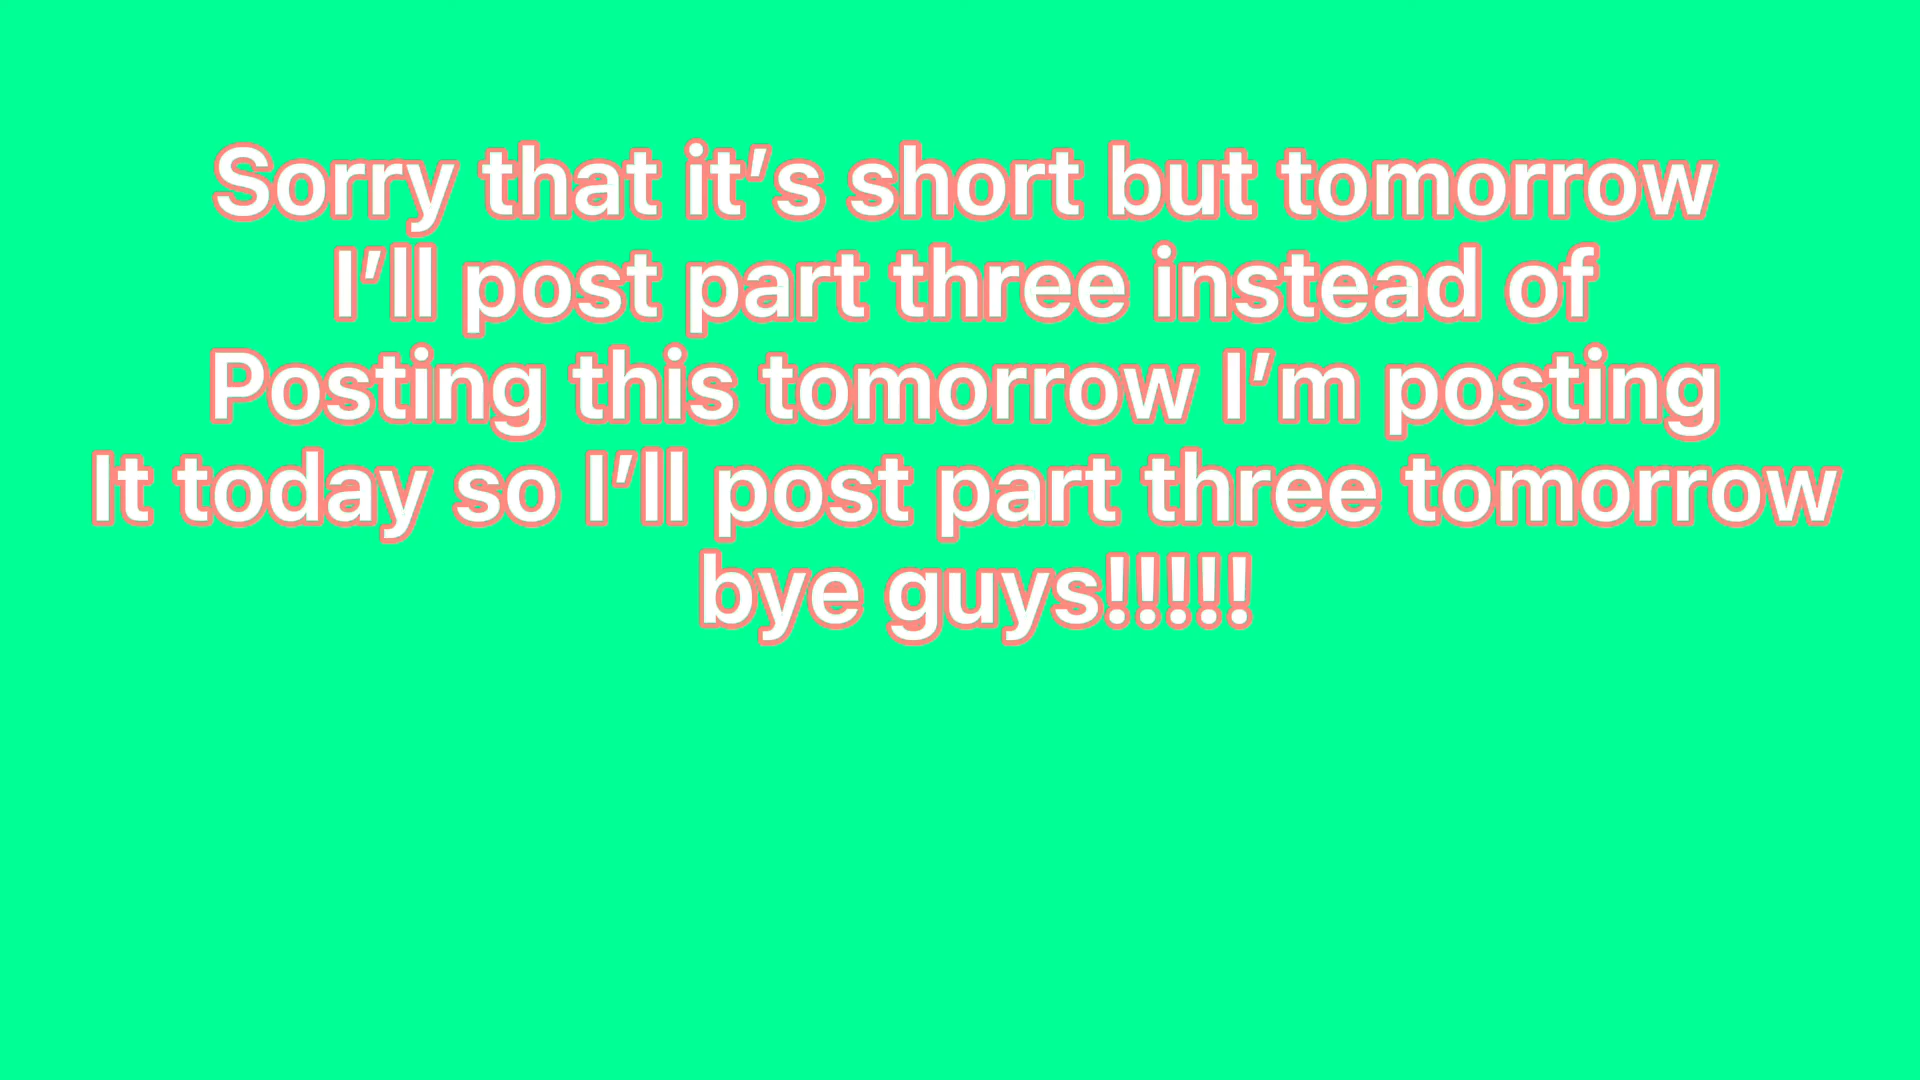 Sorry that it’s short but tomorrow
I’ll post part three instead of
Posting this tomorrow I’m posting
It today so I’ll post part three tomorrow
bye guys!!!!!